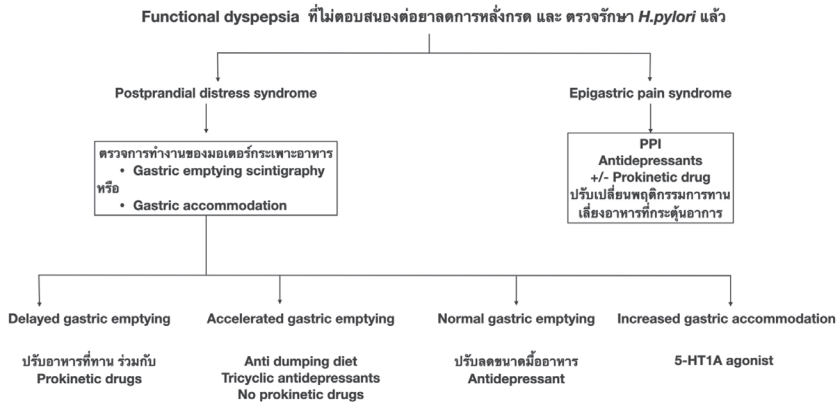 Functional dyspepsia ที่ไม่ตอบสนองต่อยาลดการหลั่งกรด และ ตรวจรักษา H.pylori แล้ว
Postprandial distress syndrome
Epigastric pain syndrome
ตรวจการทำงานของมอเตอร์กระเพาะอาหาร
• Gastric emptying scintigraphy
หรือ
• Gastric accommodation
PPI
Antidepressants
+/- Prokinetic drug
ปรับเปลี่ยนพฤติกรรมการทาน
เลี่ยงอาหารที่กระตุ้นอาการ
Delayed gastric emptying
Accelerated gastric emptying
Normal gastric emptying
Increased gastric accommodation
ปรับอาหารที่ทาน ร่วมกับ
Prokinetic drugs
Anti dumping diet
Tricyclic antidepressants
No prokinetic drugs
ปรับลดขนาดมื้ออาหาร
Antidepressant
5-HT1A agonist